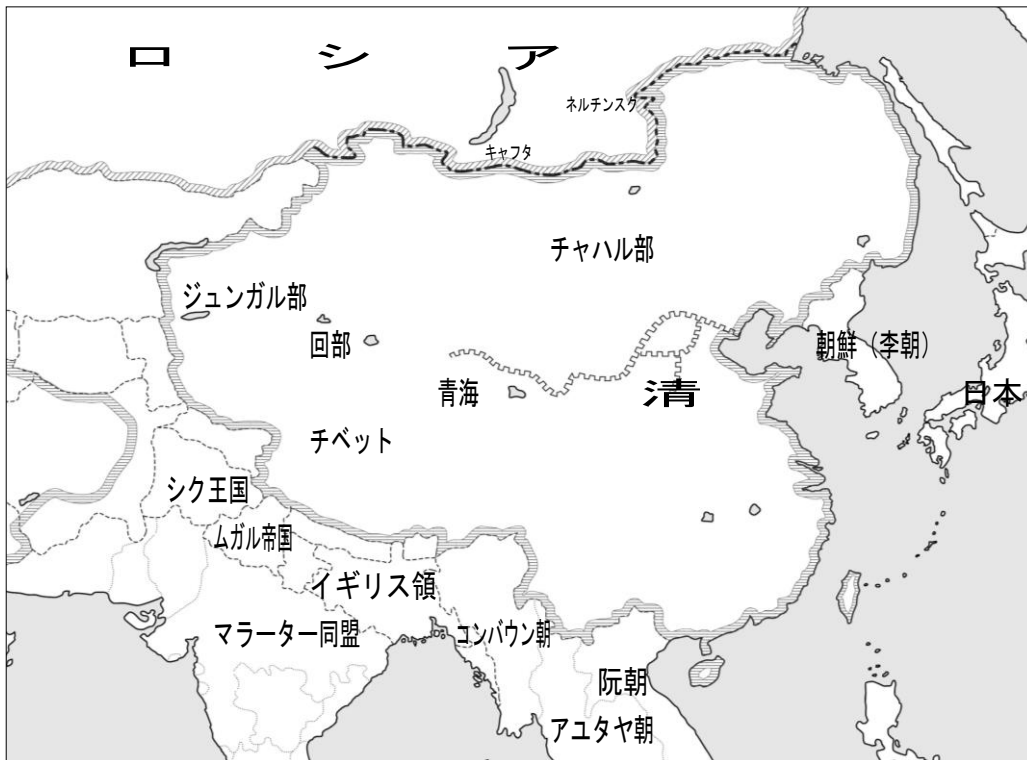 ロシア
ネルチンスク
キャフタ
チャハル部
ジュンガル部
回部
朝鮮（李朝）
青海
清
日本
チベット
シク王国
ムガル帝国
イギリス領
マラーター同盟
コンバウン朝
阮朝
アユタヤ朝